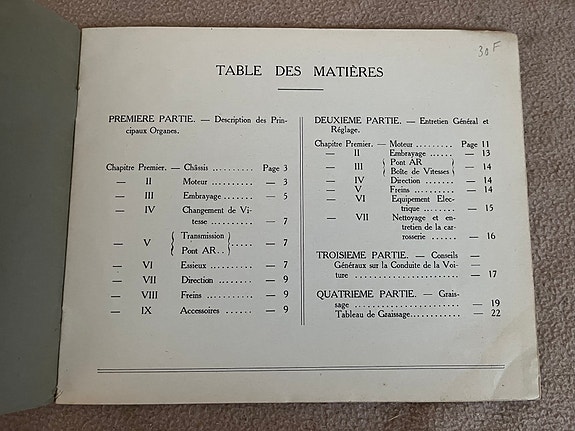 30F
TABLE DES MATIÈRES
PREMIERE PARTIE. — Description des Prin-
cipaux Organes.
Chapitre Premier. — Châssis .......... Page 3
— II Moteur .......... — 3
— III Embrayage ....... — 5
— IV Changement de Vi-
tesse .......... — 7
— V { Transmission
Pont AR.. } ..... — 7
— VI Essieux .......... — 7
— VII Direction ........ — 9
— VIII Freins .......... — 9
— IX Accessoires ...... — 9
DEUXIEME PARTIE. — Entretien Général et
Réglage.
Chapitre Premier. — Moteur ......... Page 11
— II Embrayage ...... — 13
— III { Pont AR
Boîte de Vitesses } — 14
— IV Direction ....... — 14
— V Freins .......... — 14
— VI Equipement Elec-
trique ........ — 15
— VII Nettoyage et en-
tretien de la car-
rosserie ....... — 16
TROISIEME PARTIE. — Conseils —
Généraux sur la Conduite de la Voi- —
ture ........................ — 17
QUATRIEME PARTIE. — Grais-
sage ........................ — 19
Tableau de Graissage............ — 22